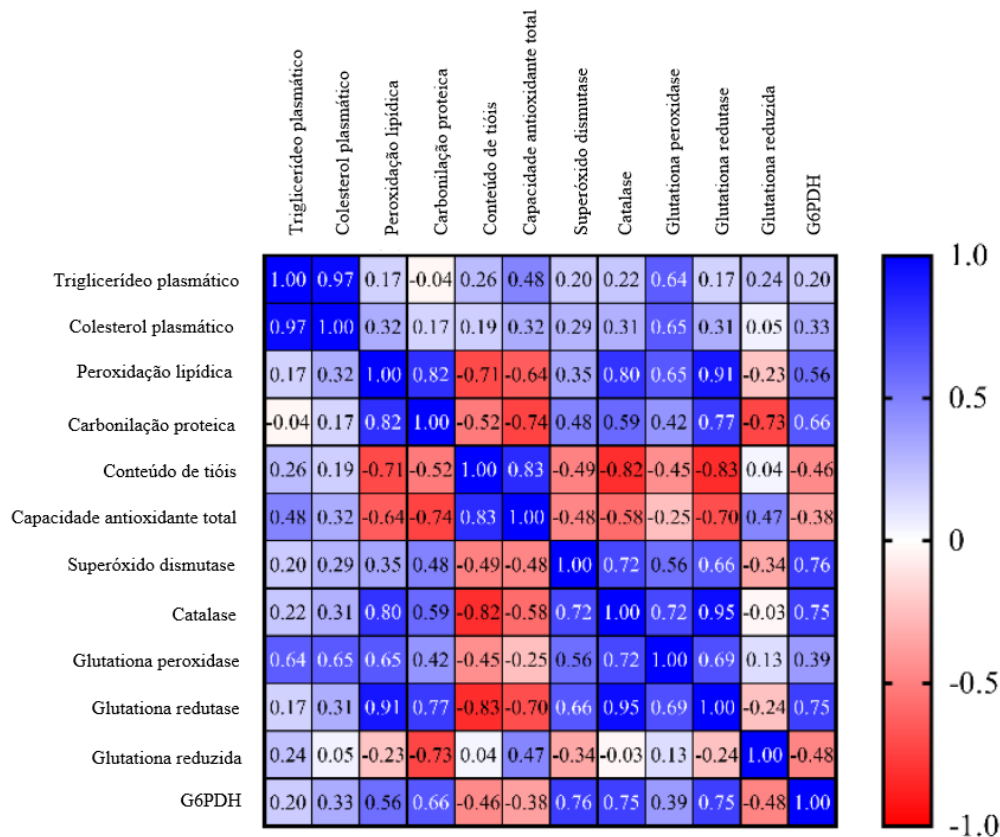 Triglicerídeo plasmático
Colesterol plasmático
Peroxidação lipídica
Carbonilação proteica
Conteúdo de tióis
Capacidade antioxidante total
Superóxido dismutase
Catalase
Glutationa peroxidase
Glutationa redutase
Glutationa reduzida
G6PDH
Triglicerídeo plasmático 1.00 0.97 0.17 -0.04 0.26 0.48 0.20 0.22 0.64 0.17 0.24 0.20
Colesterol plasmático 0.97 1.00 0.32 0.17 0.19 0.32 0.29 0.31 0.65 0.31 0.05 0.33
Peroxidação lipídica 0.17 0.32 1.00 0.82 -0.71 -0.64 0.35 0.80 0.65 0.91 -0.23 0.56
Carbonilação proteica -0.04 0.17 0.82 1.00 -0.52 -0.74 0.48 0.59 0.42 0.77 -0.73 0.66
Conteúdo de tióis 0.26 0.19 -0.71 -0.52 1.00 0.83 -0.49 -0.82 -0.45 -0.83 0.04 -0.46
Capacidade antioxidante total 0.48 0.32 -0.64 -0.74 0.83 1.00 -0.48 -0.58 -0.25 -0.70 0.47 -0.38
Superóxido dismutase 0.20 0.29 0.35 0.48 -0.49 -0.48 1.00 0.72 0.56 0.66 -0.34 0.76
Catalase 0.22 0.31 0.80 0.59 -0.82 -0.58 0.72 1.00 0.72 0.95 -0.03 0.75
Glutationa peroxidase 0.64 0.65 0.65 0.42 -0.45 -0.25 0.56 0.72 1.00 0.69 0.13 0.39
Glutationa redutase 0.17 0.31 0.91 0.77 -0.83 -0.70 0.66 0.95 0.69 1.00 -0.24 0.75
Glutationa reduzida 0.24 0.05 -0.23 -0.73 0.04 0.47 -0.34 -0.03 0.13 -0.24 1.00 -0.48
G6PDH 0.20 0.33 0.56 0.66 -0.46 -0.38 0.76 0.75 0.39 0.75 -0.48 1.00
1.0
0.5
0
-0.5
-1.0